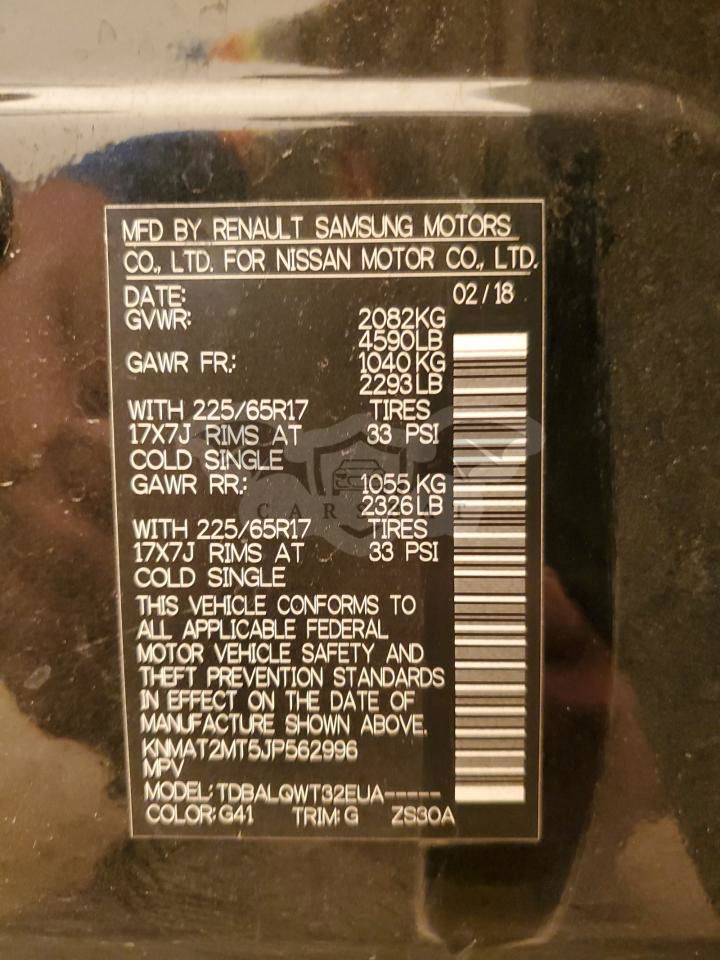 MFD BY RENAULT SAMSUNG MOTORS
CO., LTD. FOR NISSAN MOTOR CO., LTD.
DATE: 02/18
GVWR: 2082KG
4590LB
GAWR FR.: 1040 KG
2293LB
WITH 225/65R17 TIRES
17X7J RIMS AT 33 PSI
COLD SINGLE
GAWR RR.: 1055 KG
2326LB
WITH 225/65R17 TIRES
17X7J RIMS AT 33 PSI
COLD SINGLE
THIS VEHICLE CONFORMS TO
ALL APPLICABLE FEDERAL
MOTOR VEHICLE SAFETY AND
THEFT PREVENTION STANDARDS
IN EFFECT ON THE DATE OF
MANUFACTURE SHOWN ABOVE.
KNMAT2MT5JP562996
MPV
MODEL: TDBALQWT32EUA-----
COLOR: G41 TRIM: G ZS30A